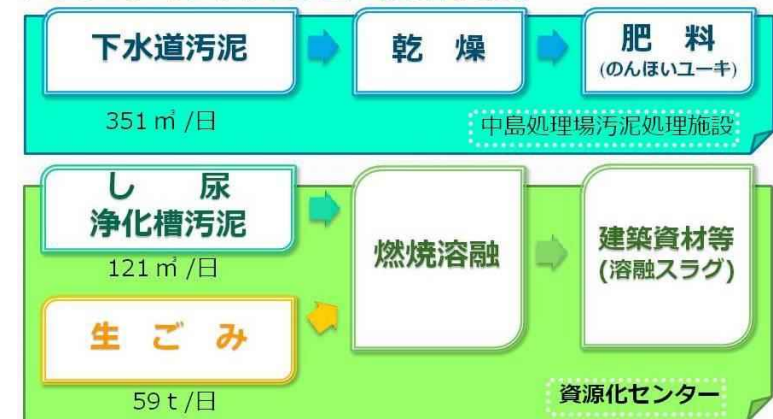 下水道汚泥
乾 燥
肥 料
(のんほいユーキ)
351㎥/日
中島処理場汚泥処理施設
し 尿
浄化槽汚泥
121㎥/日
燃焼溶融
建築資材等
(溶融スラグ)
生 ご み
59t/日
資源化センター